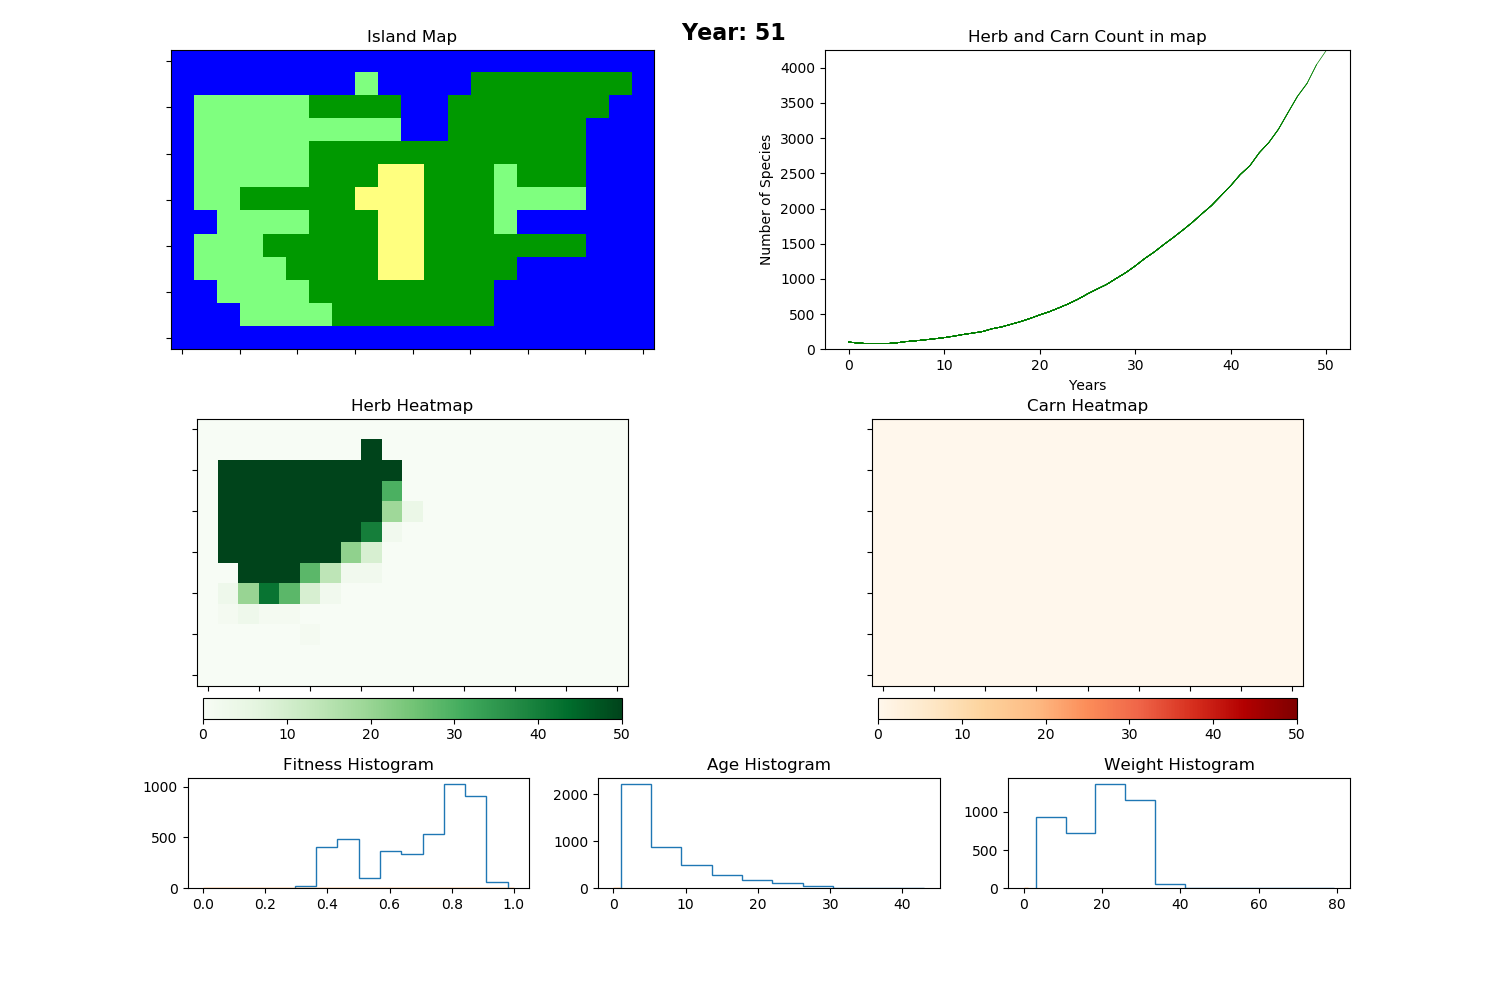 Year: 51
Island Map
Herb and Carn Count in map
4000
3500
3000
2500
2000
1500
1000
500
0
Number of Species
0 10 20 30 40 50
Years
Herb Heatmap
Carn Heatmap
0 10 20 30 40 50
0 10 20 30 40 50
Fitness Histogram
1000
500
0
0.0 0.2 0.4 0.6 0.8 1.0
Age Histogram
2000
1000
0
0 10 20 30 40
Weight Histogram
1000
500
0
0 20 40 60 80